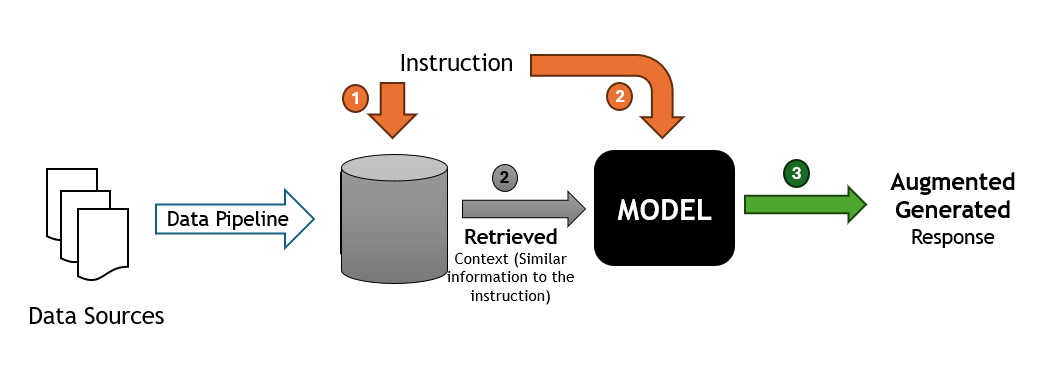 Instruction
1
2
Data Pipeline
Data Sources
2
Retrieved
Context (Similar
information to the
instruction)
MODEL
3
Augmented
Generated
Response